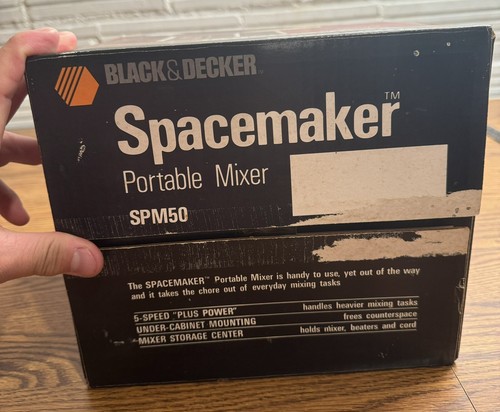 BLACK&DECKER
Spacemaker™
Portable Mixer
SPM50
The SPACEMAKER™ Portable Mixer is handy to use, yet out of the way
and it takes the chore out of everyday mixing tasks
5-SPEED "PLUS POWER" handles heavier mixing tasks
UNDER-CABINET MOUNTING frees counterspace
MIXER STORAGE CENTER holds mixer, beaters and cord